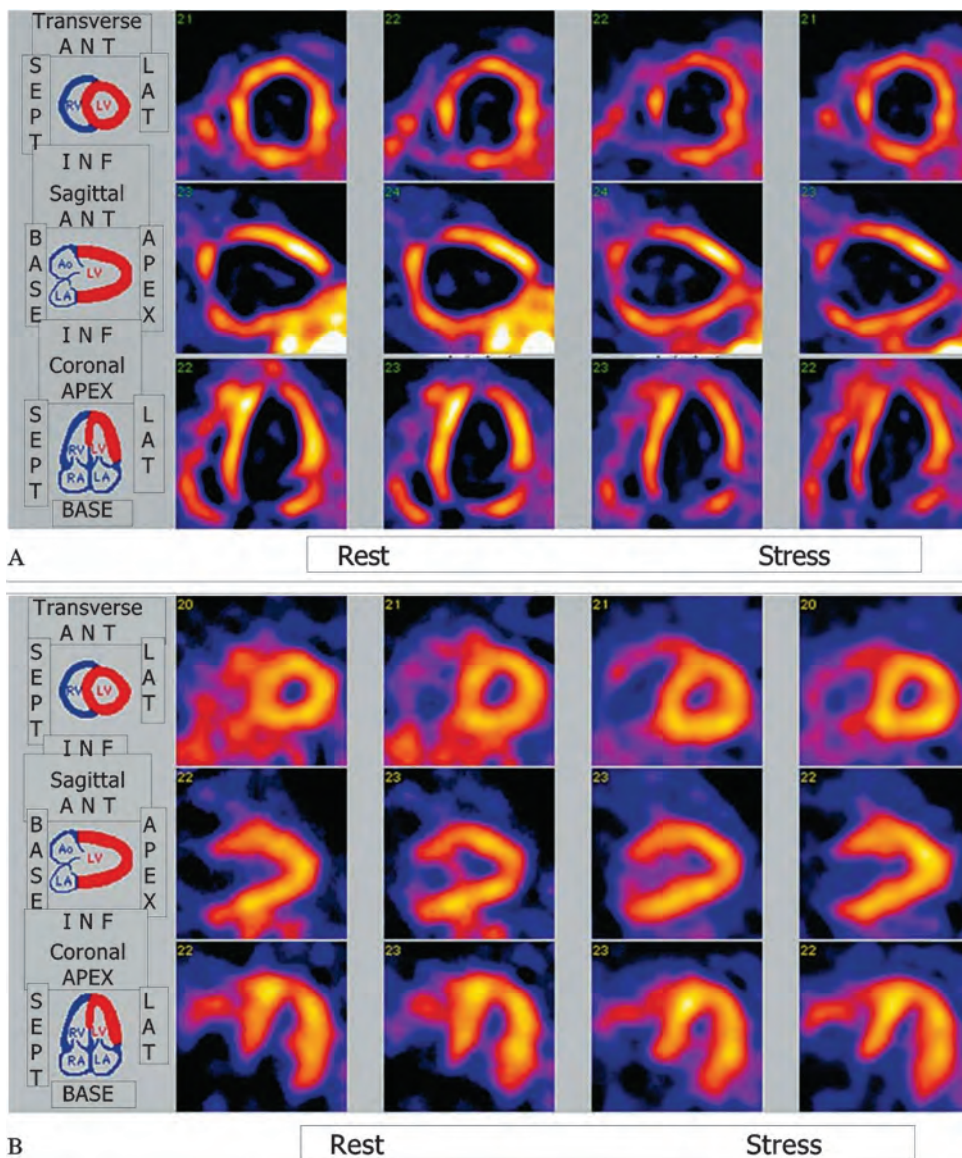 Transverse
A N T
S E P T
RV LV
L A T
I N F
21
22
22
21
Sagittal
A N T
B A S E
Ao
LV
LA
A P E X
I N F
23
24
24
23
Coronal
APEX
S E P T
RV LV
RA LA
L A T
BASE
22
23
23
22
A
Rest Stress
Transverse
A N T
S E P T
RV LV
L A T
I N F
20
21
21
20
Sagittal
A N T
B A S E
Ao
LV
LA
A P E X
I N F
22
23
23
22
Coronal
APEX
S E P T
RV LV
RA LA
L A T
BASE
22
23
23
22
B
Rest Stress